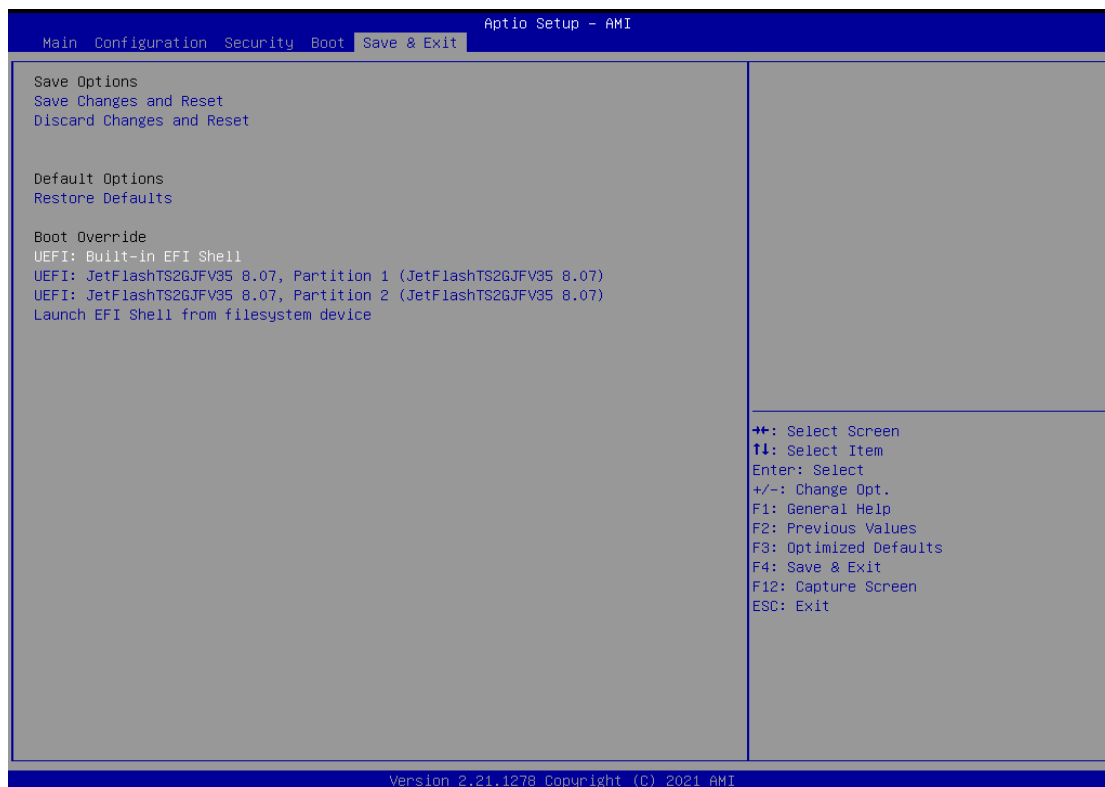 Aptio Setup - AMI
Main Configuration Security Boot Save & Exit
Save Options
Save Changes and Reset
Discard Changes and Reset
Default Options
Restore Defaults
Boot Override
UEFI: Built-in EFI Shell
UEFI: JetFlashTS2GJFV35 8.07, Partition 1 (JetFlashTS2GJFV35 8.07)
UEFI: JetFlashTS2GJFV35 8.07, Partition 2 (JetFlashTS2GJFV35 8.07)
Launch EFI Shell from filesystem device
→←: Select Screen
↑↓: Select Item
Enter: Select
+/-: Change Opt.
F1: General Help
F2: Previous Values
F3: Optimized Defaults
F4: Save & Exit
F12: Capture Screen
ESC: Exit
Version 2.21.1278 Copyright (C) 2021 AMI